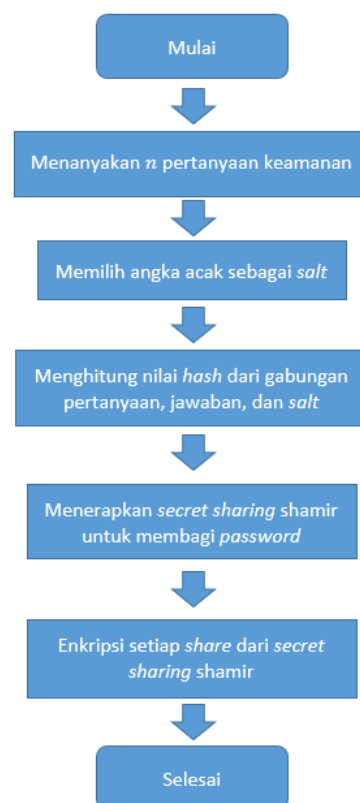 Mulai
Menanyakan n pertanyaan keamanan
Memilih angka acak sebagai salt
Menghitung nilai hash dari gabungan
pertanyaan, jawaban, dan salt
Menerapkan secret sharing shamir
untuk membagi password
Enkripsi setiap share dari secret
sharing shamir
Selesai